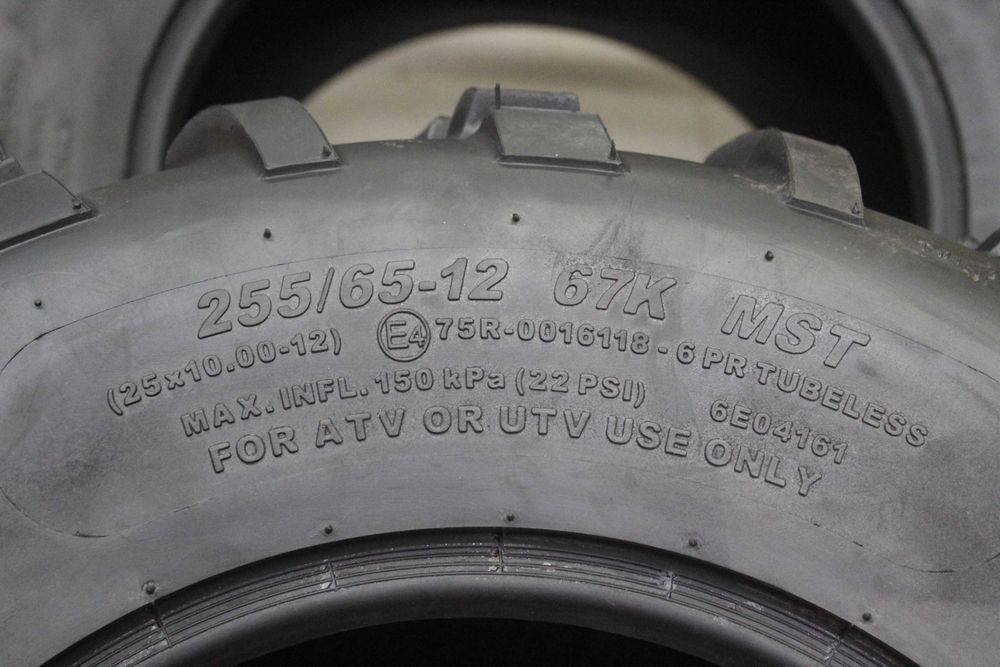 255/65-12 67K MST
(25x10.00-12) E4 75R-0016118 - 6 PR TUBELESS
MAX. INFL. 150 kPa (22 PSI) 6E04161
FOR ATV OR UTV USE ONLY